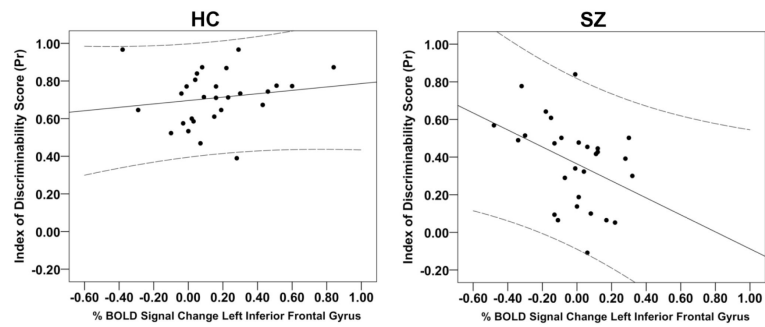 HC
Index of Discriminability Score (Pr)
1.00
0.80
0.60
0.40
0.20
0.00
-0.20
-0.60 -0.40 -0.20 0.00 0.20 0.40 0.60 0.80 1.00
% BOLD Signal Change Left Inferior Frontal Gyrus
SZ
Index of Discriminability Score (Pr)
1.00
0.80
0.60
0.40
0.20
0.00
-0.20
-0.60 -0.40 -0.20 0.00 0.20 0.40 0.60 0.80 1.00
% BOLD Signal Change Left Inferior Frontal Gyrus